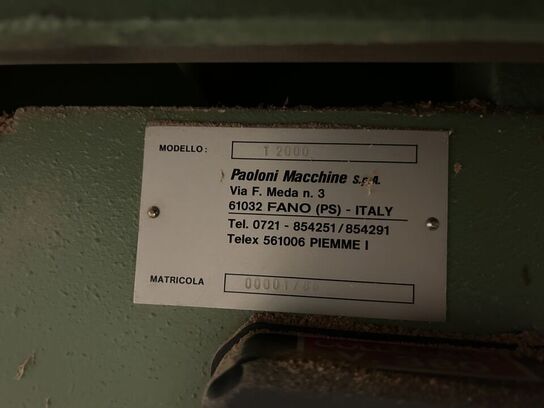 MODELLO: T 2000
Paoloni Macchine S.p.A.
Via F. Meda n. 3
61032 FANO (PS) - ITALY
Tel. 0721 - 854251/854291
Telex 561006 PIEMME I
MATRICOLA